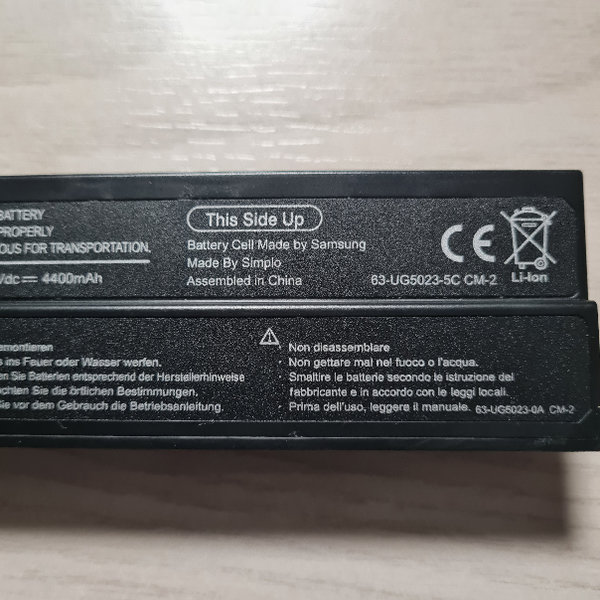 BATTERY
PROPERLY
OUS FOR TRANSPORTATION.
Vdc 4400mAh
This Side Up
Battery Cell Made by Samsung
Made By Simplo
Assembled in China
CE
63-UG5023-5C CM-2
Li-Ion
emontieren
s ins Feuer oder Wasser werfen.
en Sie Batterien entsprechend der Herstellerhinweise
chten Sie die örtlichen Bestimmungen.
Sie vor dem Gebrauch die Betriebsanleitung.
· Non disassemblare
· Non gettare mai nel fuoco o l'acqua.
· Smaltire le batterie secondo le istruzione del
fabbricante e in accordo con le leggi locali.
· Prima dell'uso, leggere il manuale.
63-UG5023-0A CM-2